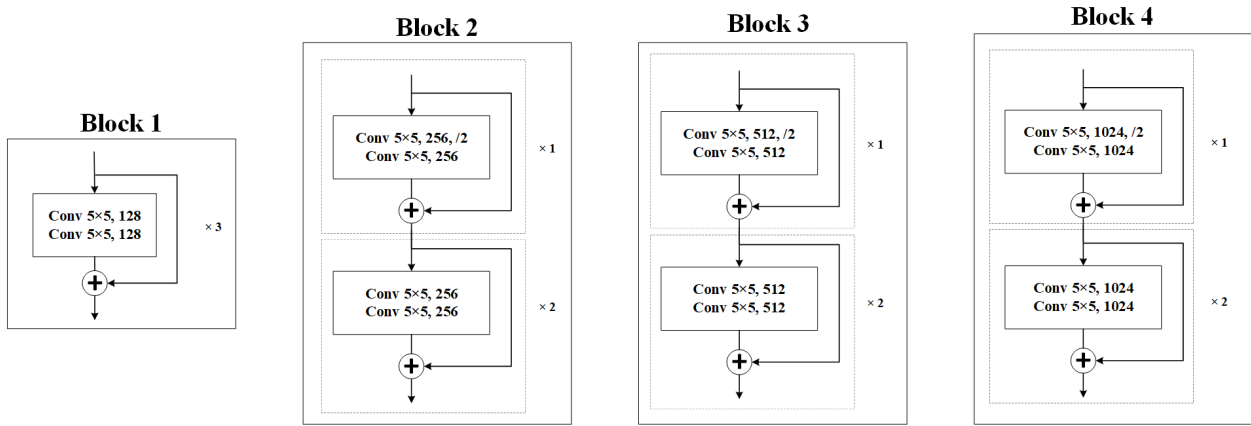 Block 1
Conv 5×5, 128
Conv 5×5, 128
× 3
Block 2
Conv 5×5, 256, /2
Conv 5×5, 256
× 1
Conv 5×5, 256
Conv 5×5, 256
× 2
Block 3
Conv 5×5, 512, /2
Conv 5×5, 512
× 1
Conv 5×5, 512
Conv 5×5, 512
× 2
Block 4
Conv 5×5, 1024, /2
Conv 5×5, 1024
× 1
Conv 5×5, 1024
Conv 5×5, 1024
× 2